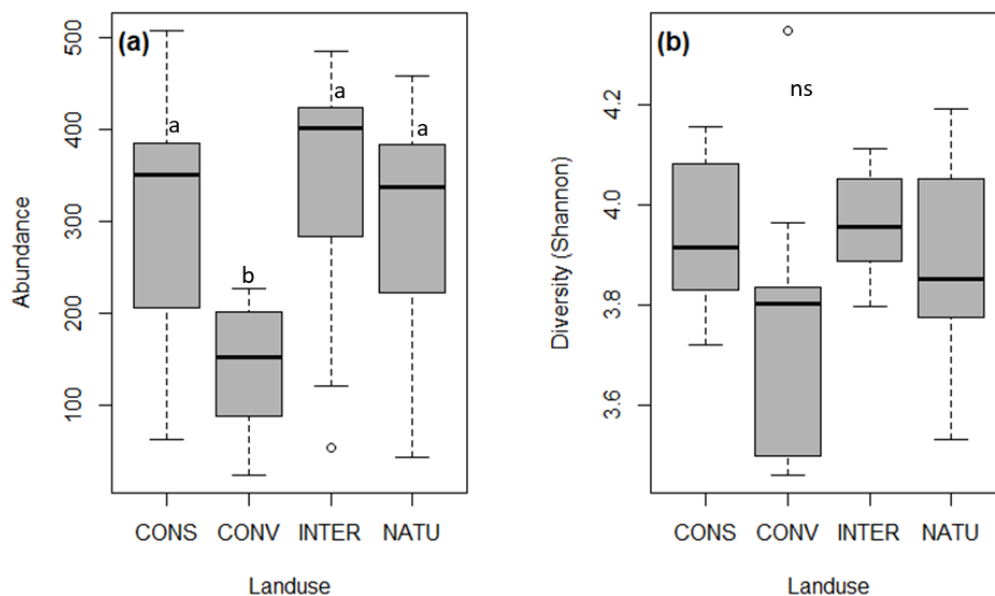 (a)
Abundance
500
400
300
200
100
a
b
a
a
CONS CONV INTER NATU
Landuse
(b)
Diversity (Shannon)
4.2
4.0
3.8
3.6
ns
CONS CONV INTER NATU
Landuse